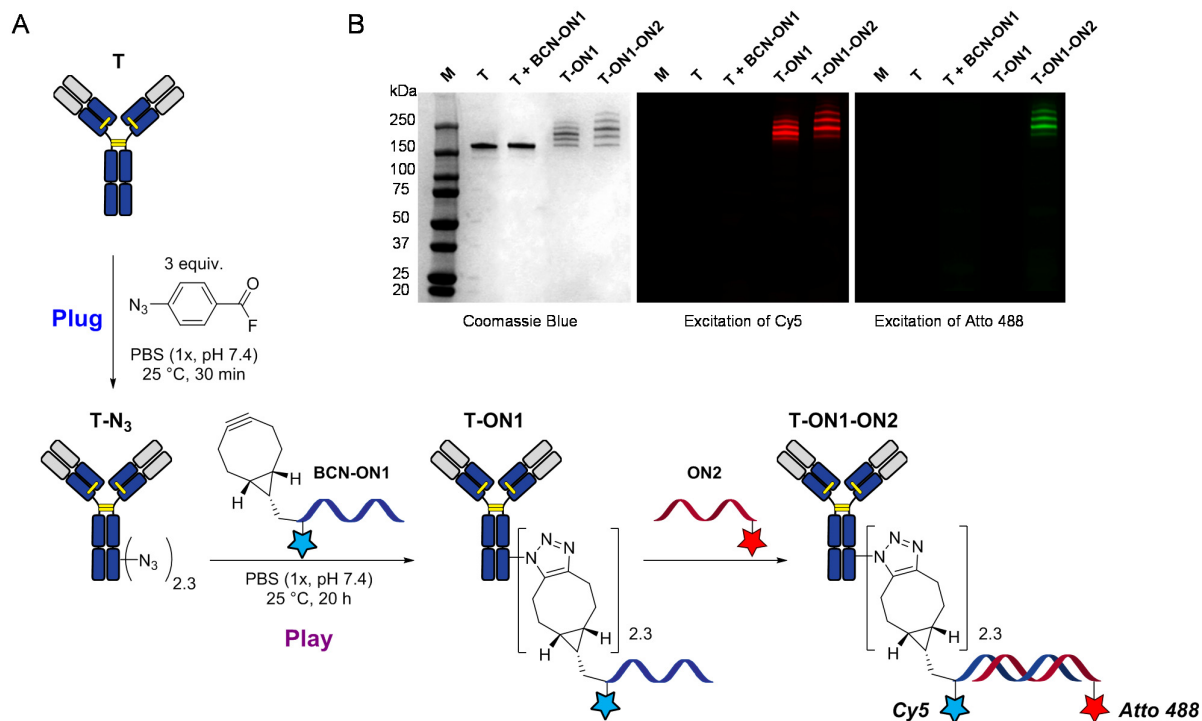 A
T
3 equiv.
N3
O
F
Plug
PBS (1x, pH 7.4)
25 °C, 30 min
B
M
T
T + BCN-ON1
T-ON1
T-ON1-ON2
M
T
T + BCN-ON1
T-ON1
T-ON1-ON2
M
T
T + BCN-ON1
T-ON1
T-ON1-ON2
kDa
250
150
100
75
50
37
25
20
Coomassie Blue
Excitation of Cy5
Excitation of Atto 488
T-N3
N3
2.3
H
H
BCN-ON1
PBS (1x, pH 7.4)
25 °C, 20 h
Play
T-ON1
N
N
N
H
H
2.3
ON2
T-ON1-ON2
N
N
N
H
H
2.3
Cy5
Atto 488